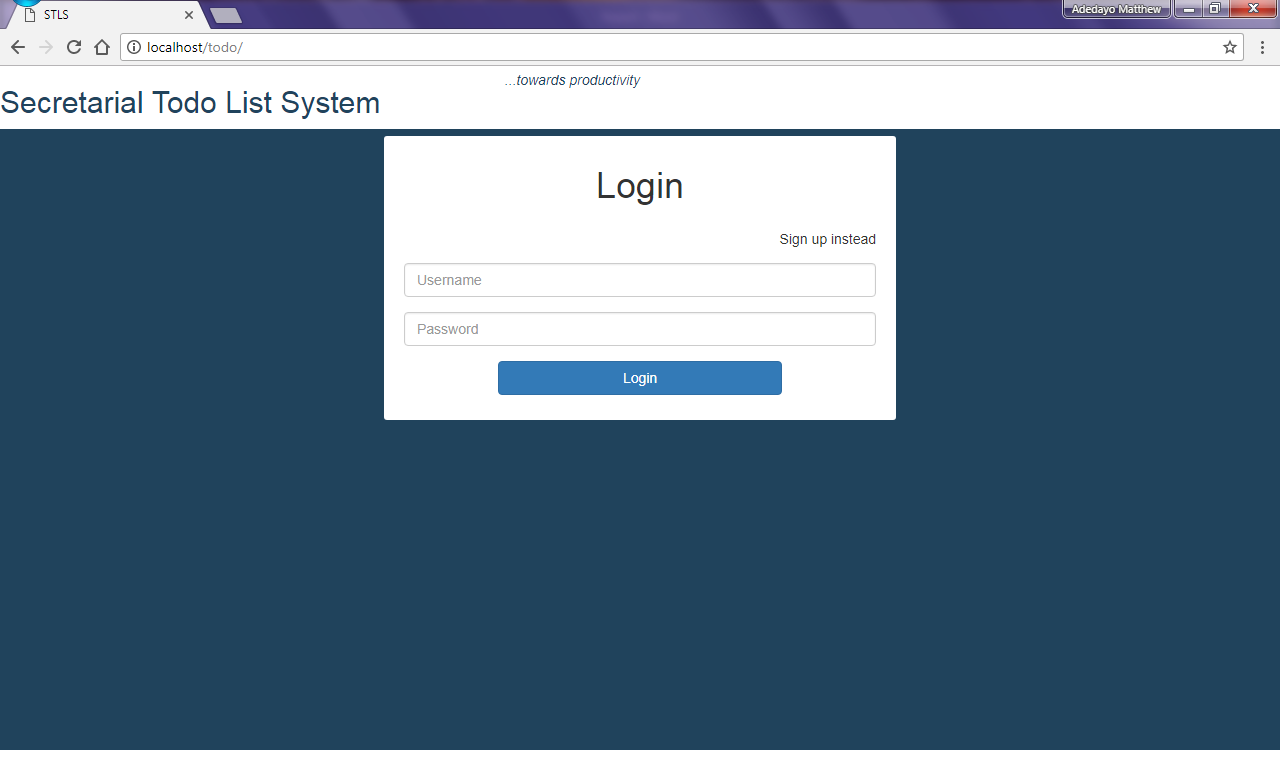 STLS
Adedayo Matthew
localhost/todo/
...towards productivity
Secretarial Todo List System
Login
Sign up instead
Username
Password
Login